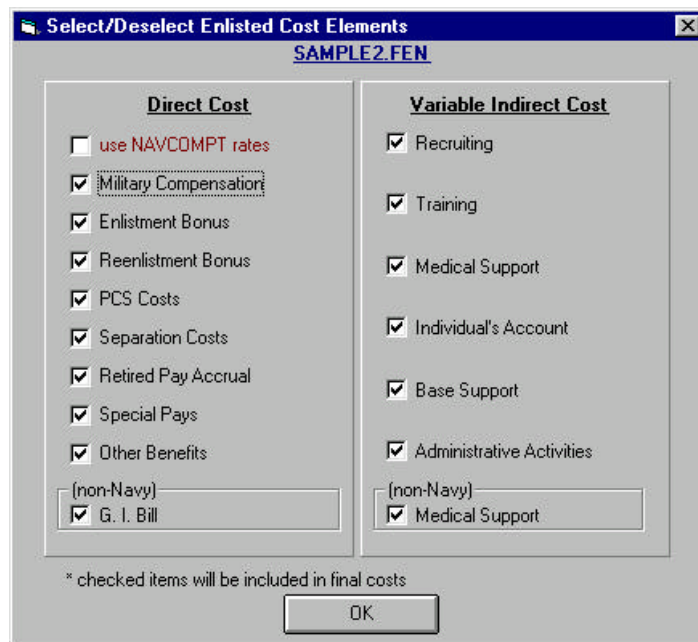 Select/Deselect Enlisted Cost Elements
SAMPLE2.FEN
Direct Cost
use NAVCOMPT rates
Military Compensation
Enlistment Bonus
Reenlistment Bonus
PCS Costs
Separation Costs
Retired Pay Accrual
Special Pays
Other Benefits
(non-Navy)
G. I. Bill
Variable Indirect Cost
Recruiting
Training
Medical Support
Individual's Account
Base Support
Administrative Activities
(non-Navy)
Medical Support
* checked items will be included in final costs
OK